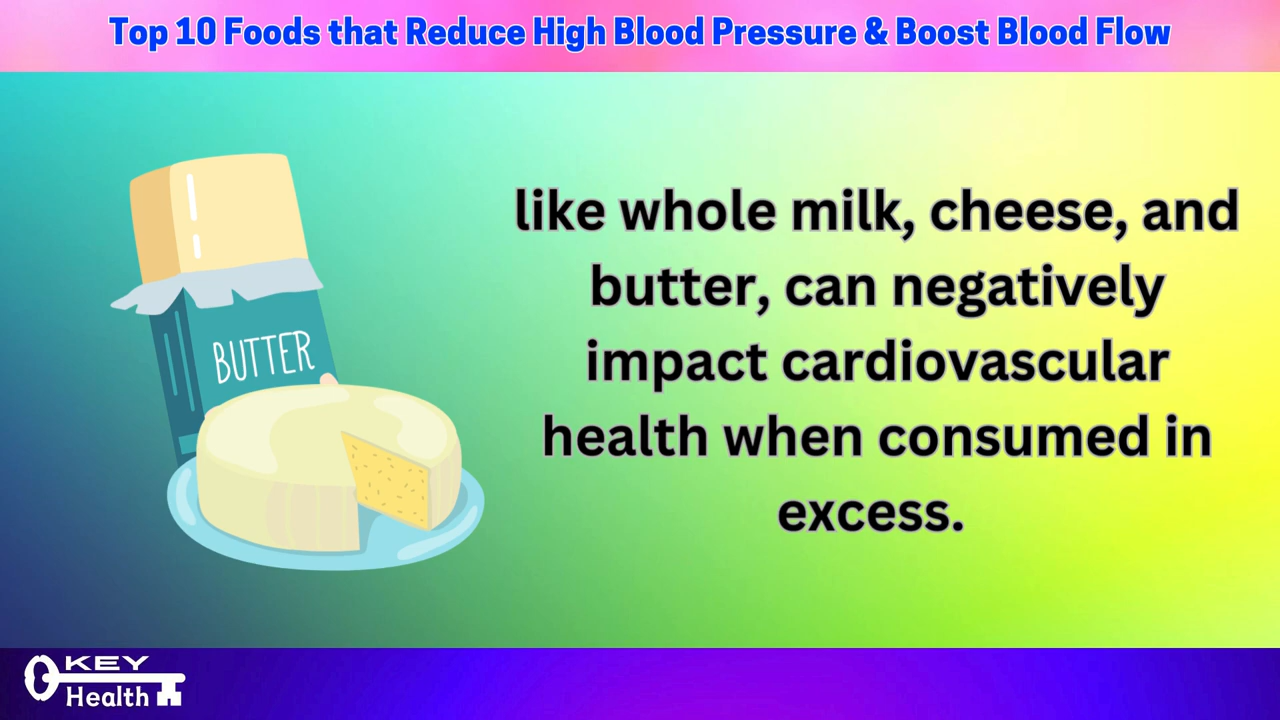 Top 10 Foods that Reduce High Blood Pressure & Boost Blood Flow
BUTTER
like whole milk, cheese, and
butter, can negatively
impact cardiovascular
health when consumed in
excess.
KEY
Health